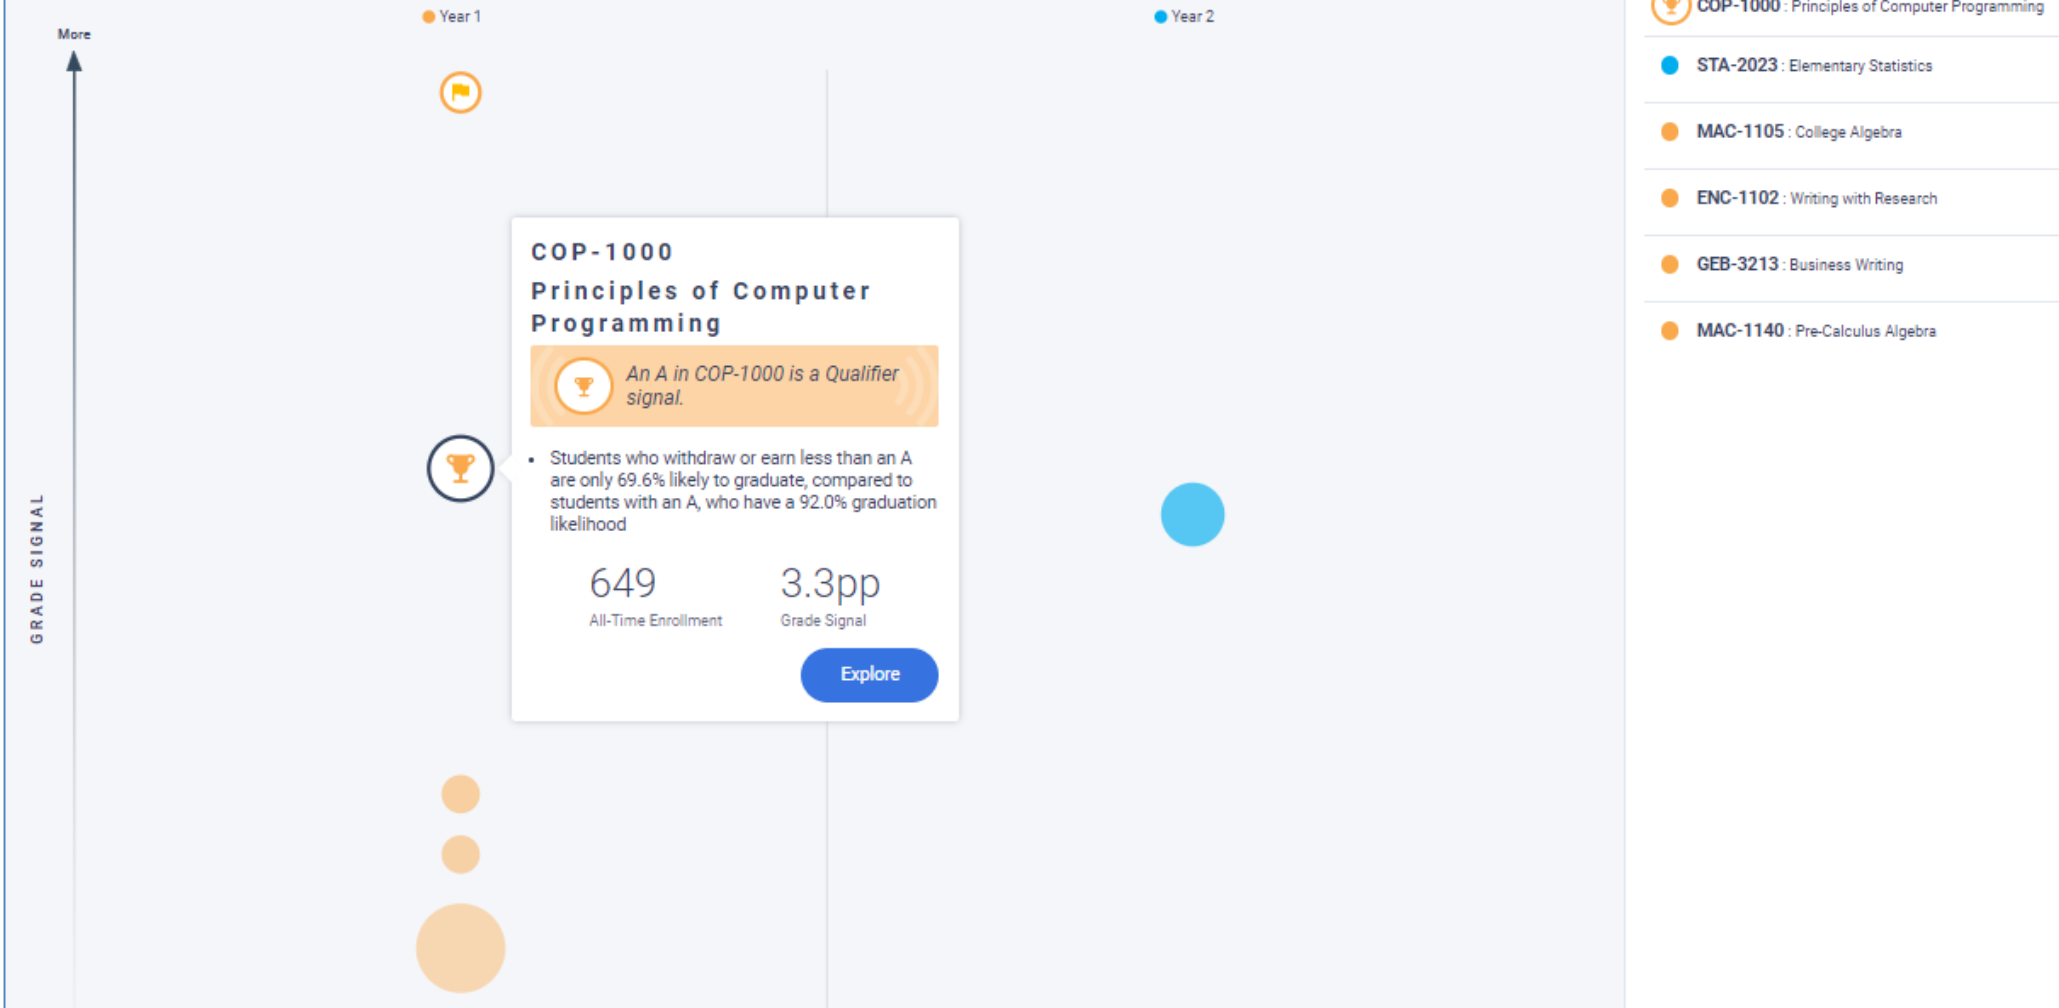 Year 1
Year 2
More
GRADE SIGNAL
COP-1000
Principles of Computer
Programming
An A in COP-1000 is a Qualifier
signal.
• Students who withdraw or earn less than an A
are only 69.6% likely to graduate, compared to
students with an A, who have a 92.0% graduation
likelihood
649
All-Time Enrollment
3.3pp
Grade Signal
Explore
COP-1000 : Principles of Computer Programming
STA-2023 : Elementary Statistics
MAC-1105 : College Algebra
ENC-1102 : Writing with Research
GEB-3213 : Business Writing
MAC-1140 : Pre-Calculus Algebra